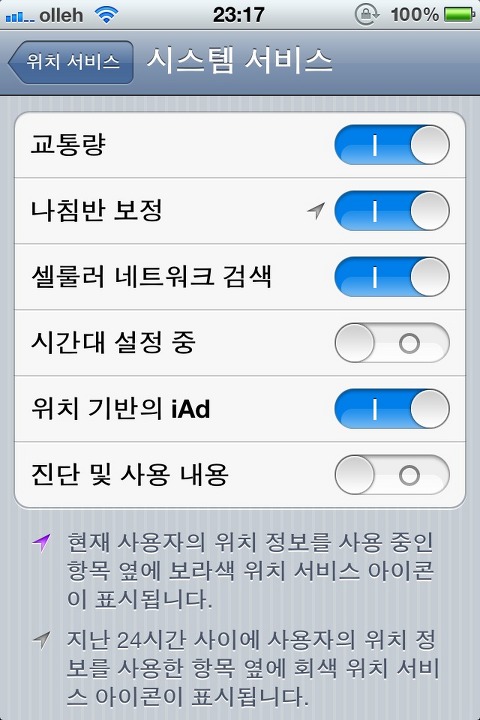 olleh 23:17 100%
위치 서비스 시스템 서비스
교통량
나침반 보정
셀룰러 네트워크 검색
시간대 설정 중
위치 기반의 iAd
진단 및 사용 내용
현재 사용자의 위치 정보를 사용 중인
항목 옆에 보라색 위치 서비스 아이콘
이 표시됩니다.
지난 24시간 사이에 사용자의 위치 정
보를 사용한 항목 옆에 회색 위치 서비
스 아이콘이 표시됩니다.